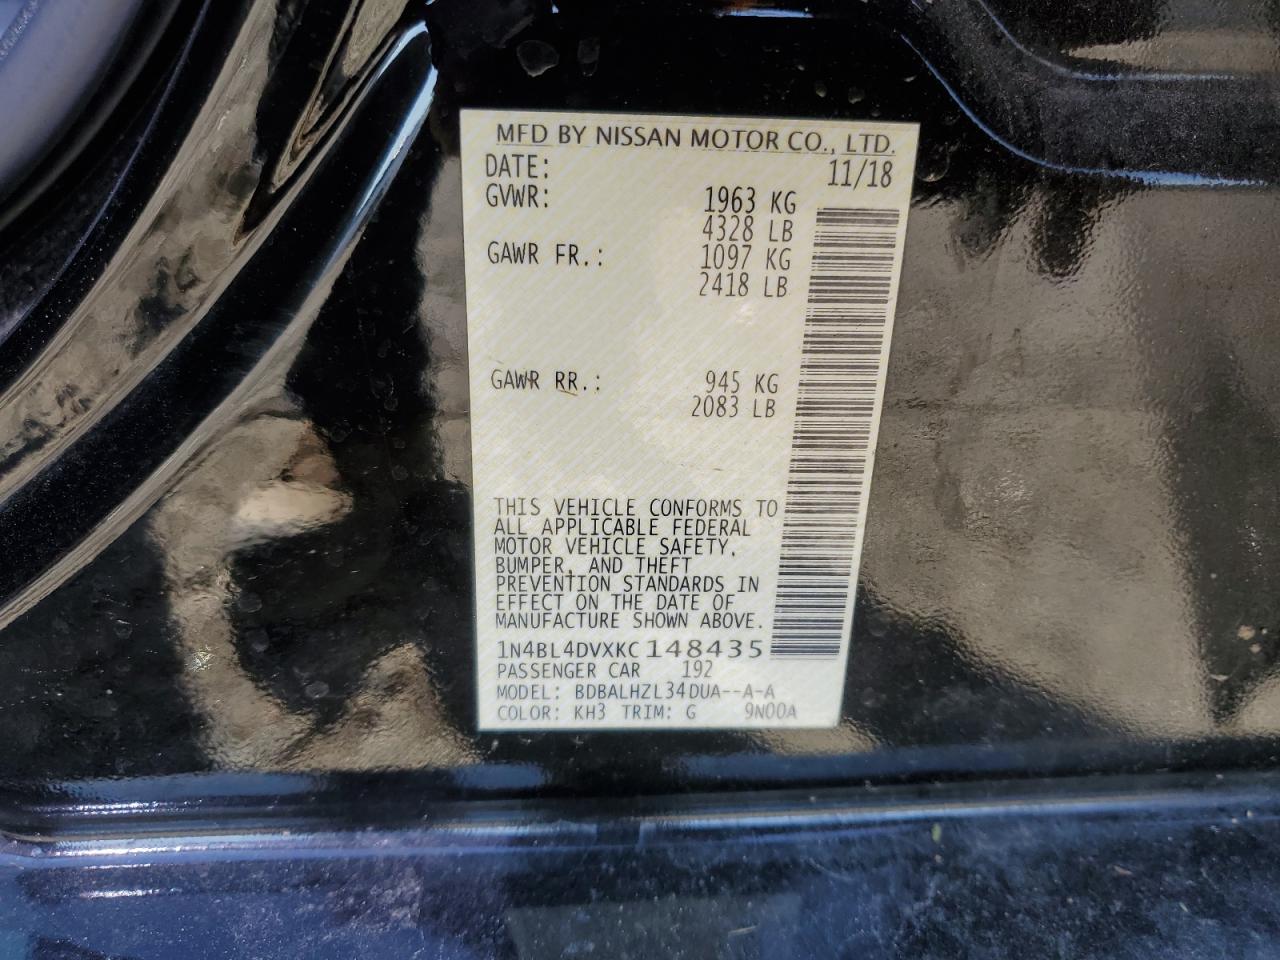 MFD BY NISSAN MOTOR CO., LTD.
DATE: 11/18
GVWR: 1963 KG
4328 LB
GAWR FR.: 1097 KG
2418 LB
GAWR RR.: 945 KG
2083 LB
THIS VEHICLE CONFORMS TO
ALL APPLICABLE FEDERAL
MOTOR VEHICLE SAFETY,
BUMPER, AND THEFT
PREVENTION STANDARDS IN
EFFECT ON THE DATE OF
MANUFACTURE SHOWN ABOVE.
1N4BL4DVXKC148435
PASSENGER CAR 192
MODEL: BDBALHZL34DUA--A-A
COLOR: KH3 TRIM: G 9N00A